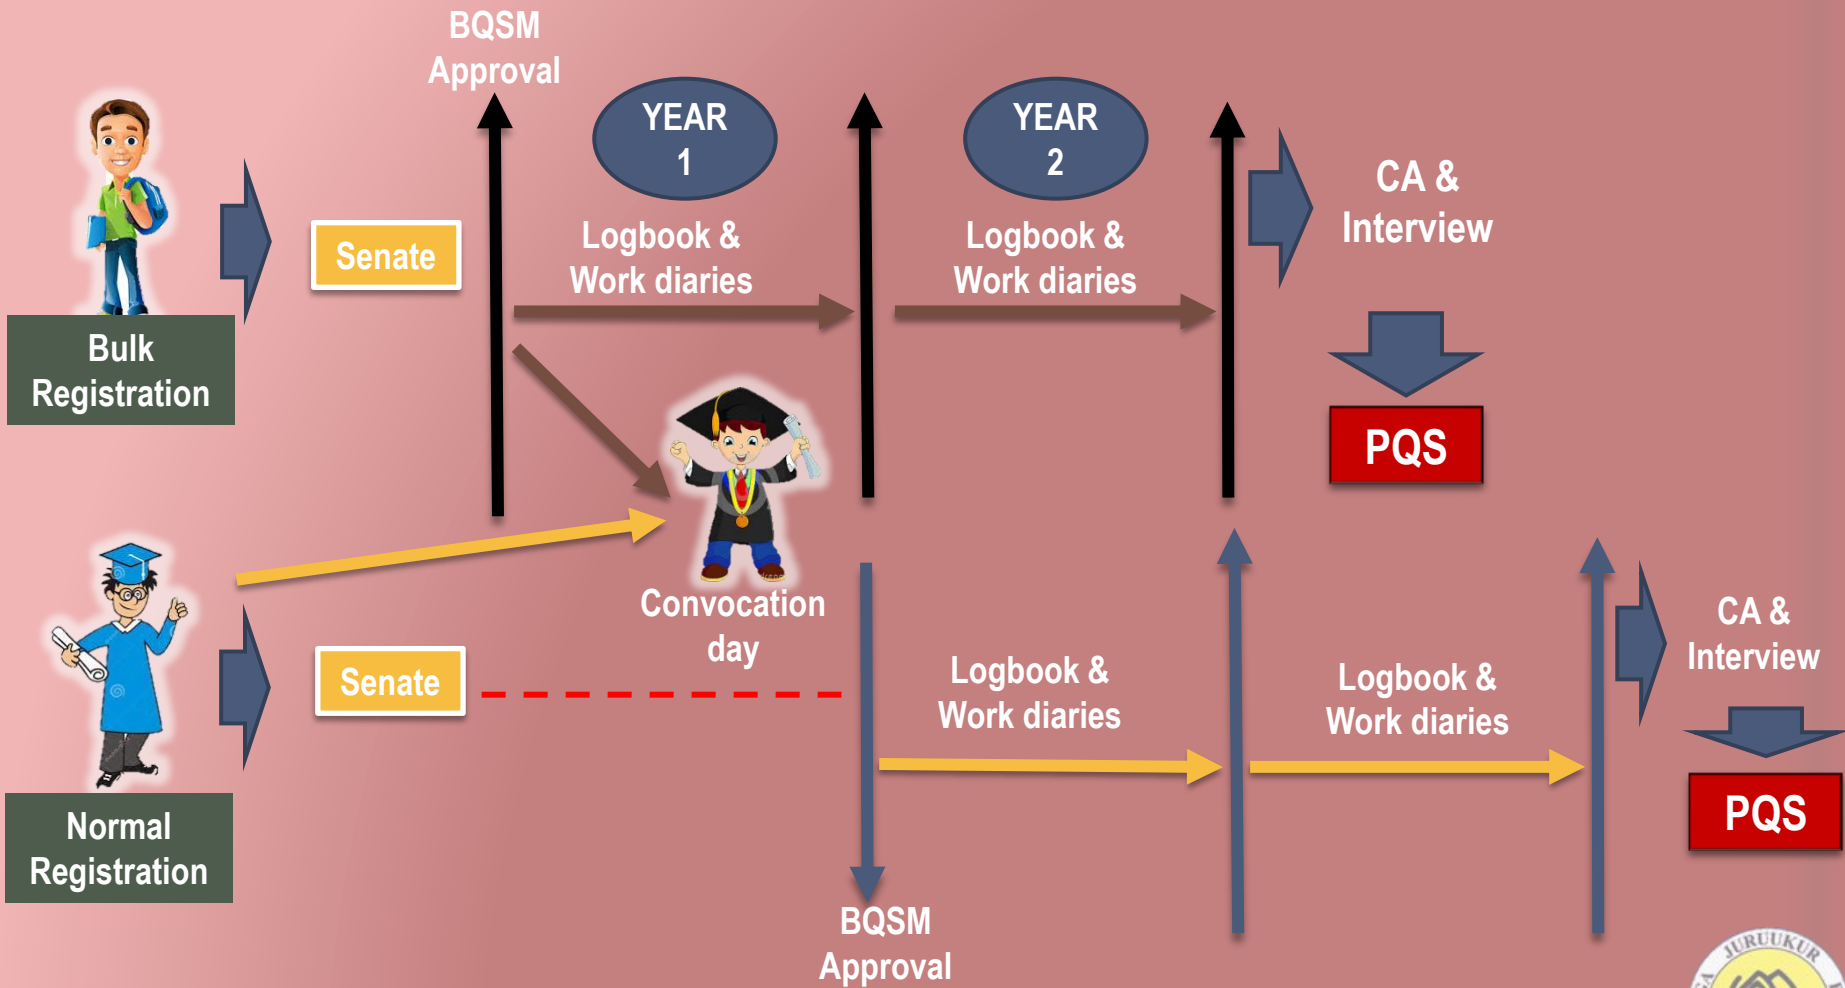 BQSM
Approval
YEAR
1
YEAR
2
CA &
Interview
Senate
Logbook &
Work diaries
Logbook &
Work diaries
Bulk
Registration
PQS
Convocation
day
CA &
Interview
Senate
Logbook &
Work diaries
Logbook &
Work diaries
PQS
Normal
Registration
BQSM
Approval
JURUUKUR